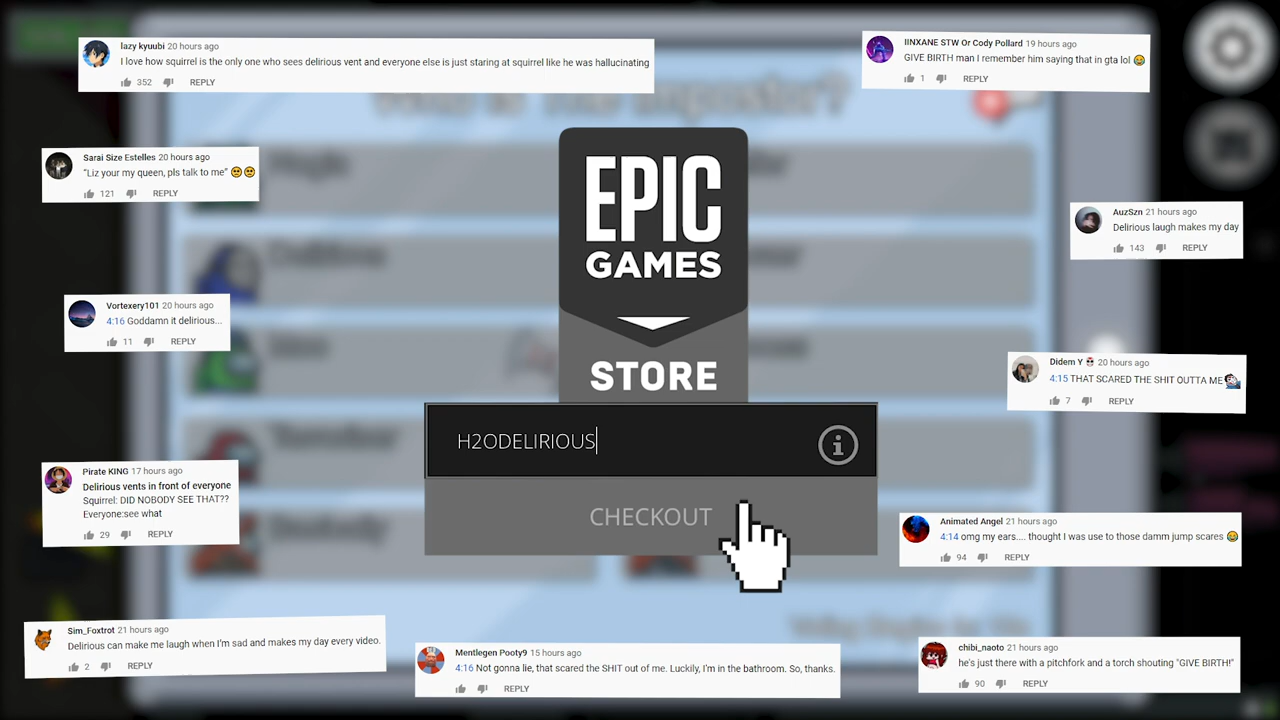 lazy kyuubi 20 hours ago
I love how squirrel is the only one who sees delirious vent and everyone else is just staring at squirrel like he was hallucinating
352 REPLY
IINXANE STW Or Cody Pollard 19 hours ago
GIVE BIRTH man I remember him saying that in gta lol 😂
1 REPLY
Who Is The Impostor?
Sarai Size Estelles 20 hours ago
“Liz your my queen, pls talk to me” 😒😒
121 REPLY
EPIC
GAMES
STORE
AuzSzn 21 hours ago
Delirious laugh makes my day
143 REPLY
Vortexery101 20 hours ago
4:16 Goddamn it delirious...
11 REPLY
Didem Y 20 hours ago
4:15 THAT SCARED THE SHIT OUTTA ME
7 REPLY
H2ODELIRIOUS
CHECKOUT
Pirate KING 17 hours ago
Delirious vents in front of everyone
Squirrel: DID NOBODY SEE THAT??
Everyone:see what
29 REPLY
Animated Angel 21 hours ago
4:14 omg my ears.... thought I was use to those damm jump scares 😂
94 REPLY
Sim_Foxtrot 21 hours ago
Delirious can make me laugh when I'm sad and makes my day every video.
2 REPLY
Mentlegen Pooty9 15 hours ago
4:16 Not gonna lie, that scared the SHIT out of me. Luckily, I'm in the bathroom. So, thanks.
REPLY
chibi_naoto 21 hours ago
he's just there with a pitchfork and a torch shouting "GIVE BIRTH!"
90 REPLY